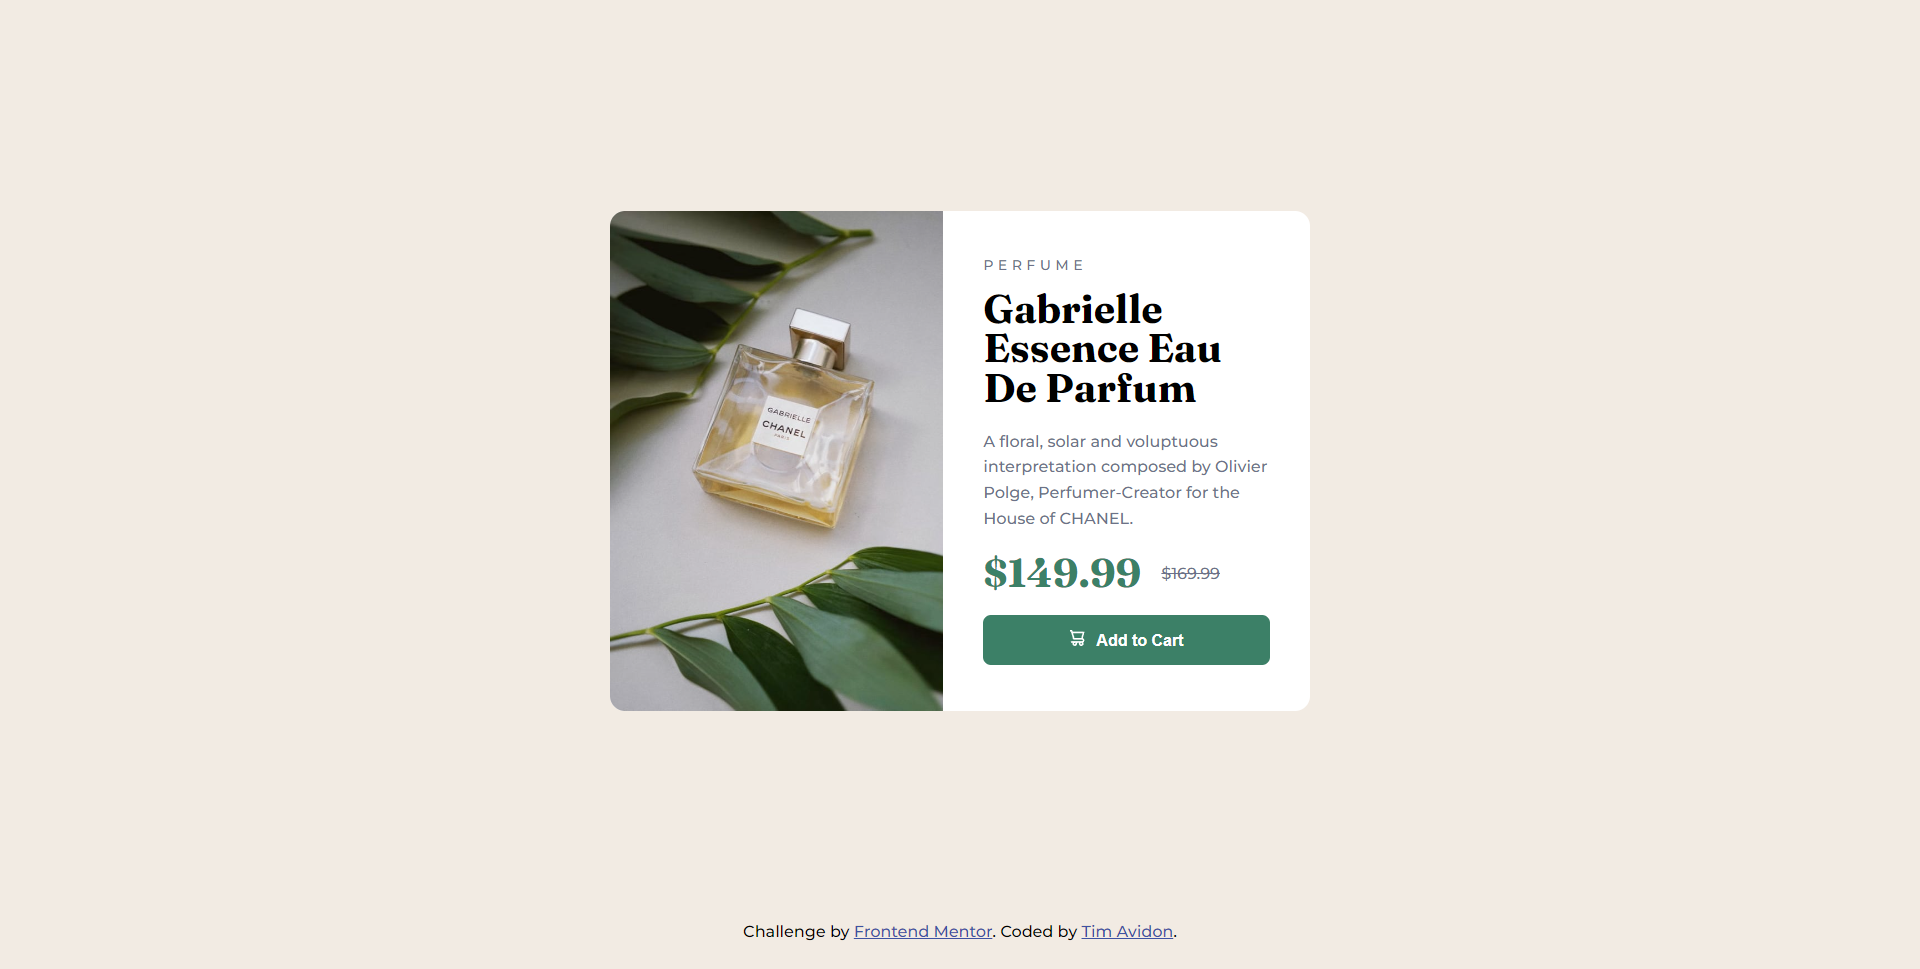 GABRIELLE
CHANEL
PARIS
PERFUME
Gabrielle
Essence Eau
De Parfum
A floral, solar and voluptuous
interpretation composed by Olivier
Polge, Perfumer-Creator for the
House of CHANEL.
$149.99 $169.99
Add to Cart
Challenge by Frontend Mentor. Coded by Tim Avidon.